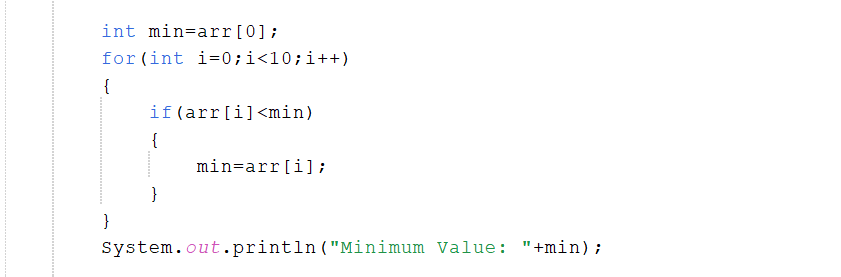 int min=arr[0];
for(int i=0;i<10;i++)
{
if(arr[i]<min)
{
min=arr[i];
}
}
System.out.println("Minimum Value: "+min);